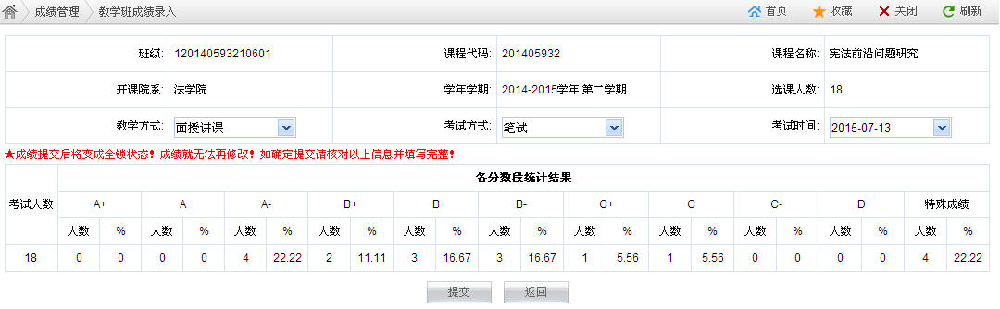 成绩管理 教学班成绩录入 首页 收藏 关闭 刷新
班级: 120140593210601 课程代码: 201405932 课程名称: 宪法前沿问题研究
开课院系: 法学院 学年学期: 2014-2015学年 第二学期 选课人数: 18
教学方式: 面授讲课 考试方式: 笔试 考试时间: 2015-07-13
★成绩提交后将变成全锁状态！成绩就无法再修改！如确定提交请核对以上信息并填写完整！
考试人数 各分数段统计结果
A+ A A- B+ B B- C+ C C- D 特殊成绩
人数 % 人数 % 人数 % 人数 % 人数 % 人数 % 人数 % 人数 % 人数 % 人数 % 人数 %
18 0 0 0 0 4 22.22 2 11.11 3 16.67 3 16.67 1 5.56 1 5.56 0 0 0 0 4 22.22
提交 返回